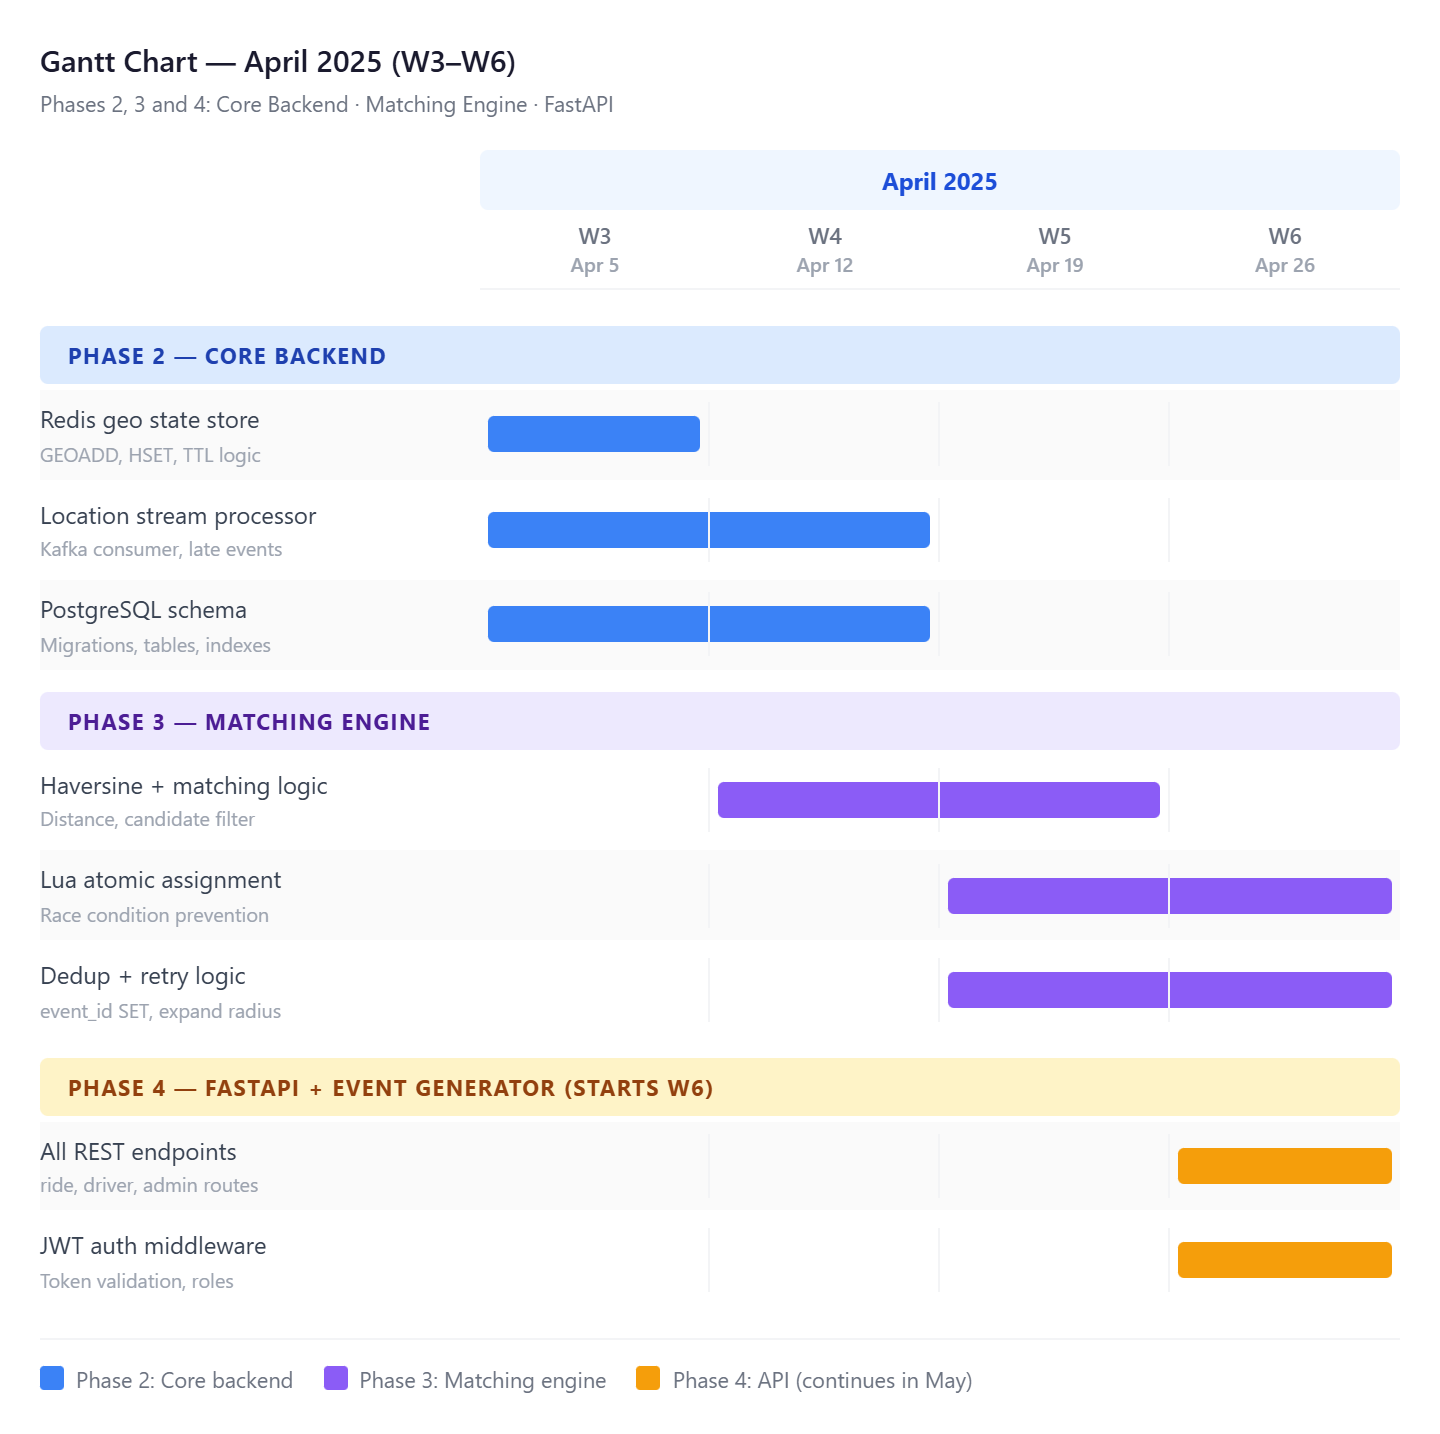 Gantt Chart — April 2025 (W3–W6)
Phases 2, 3 and 4: Core Backend · Matching Engine · FastAPI
April 2025
W3 W4 W5 W6
Apr 5 Apr 12 Apr 19 Apr 26
PHASE 2 — CORE BACKEND
Redis geo state store
GEOADD, HSET, TTL logic
Location stream processor
Kafka consumer, late events
PostgreSQL schema
Migrations, tables, indexes
PHASE 3 — MATCHING ENGINE
Haversine + matching logic
Distance, candidate filter
Lua atomic assignment
Race condition prevention
Dedup + retry logic
event_id SET, expand radius
PHASE 4 — FASTAPI + EVENT GENERATOR (STARTS W6)
All REST endpoints
ride, driver, admin routes
JWT auth middleware
Token validation, roles
Phase 2: Core backend Phase 3: Matching engine Phase 4: API (continues in May)